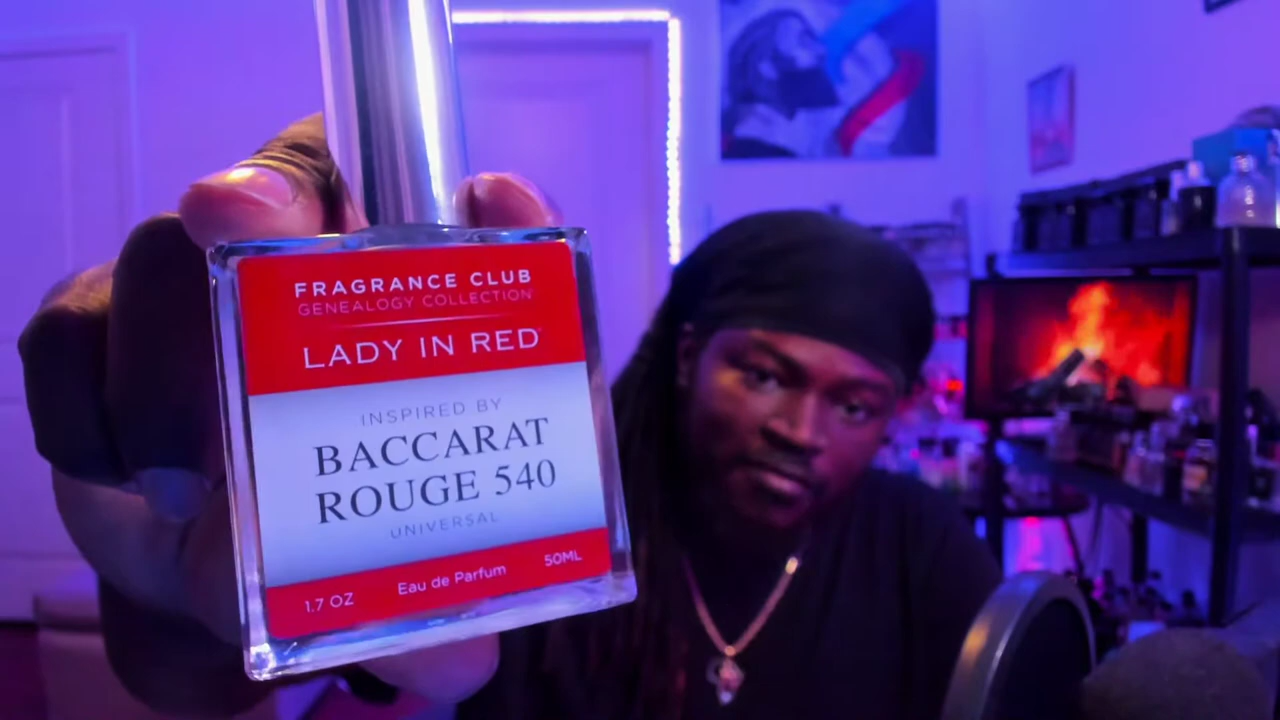 FRAGRANCE CLUB
GENEALOGY COLLECTION
LADY IN RED
INSPIRED BY
BACCARAT
ROUGE 540
UNIVERSAL
1.7 OZ Eau de Parfum 50ML